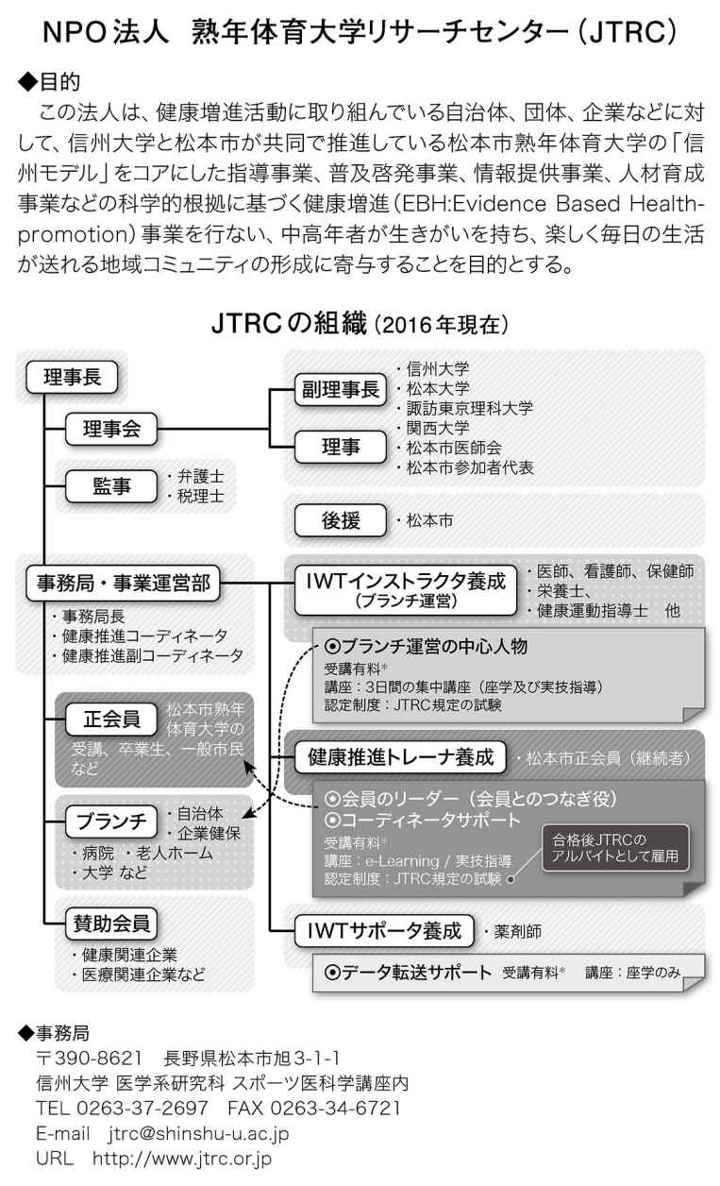 NPO法人 熟年体育大学リサーチセンター（JTRC）
◆目的
この法人は、健康増進活動に取り組んでいる自治体、団体、企業などに対
して、信州大学と松本市が共同で推進している松本市熟年体育大学の「信
州モデル」をコアにした指導事業、普及啓発事業、情報提供事業、人材育成
事業などの科学的根拠に基づく健康増進（EBH:Evidence Based Health-
promotion）事業を行ない、中高年者が生きがいを持ち、楽しく毎日の生活
が送れる地域コミュニティの形成に寄与することを目的とする。
JTRCの組織（2016年現在）
理事長
理事会
副理事長
理事
・信州大学
・松本大学
・諏訪東京理科大学
・関西大学
・松本市医師会
・松本市参加者代表
監事
・弁護士
・税理士
後援
・松本市
事務局・事業運営部
・事務局長
・健康推進コーディネータ
・健康推進副コーディネータ
IWTインストラクタ養成
（ブランチ運営）
・医師、看護師、保健師
・栄養士、
・健康運動指導士 他
◉ブランチ運営の中心人物
受講有料*
講座：3日間の集中講座（座学及び実技指導）
認定制度：JTRC規定の試験
正会員
松本市熟年
体育大学の
受講、卒業生、一般市民
など
健康推進トレーナ養成
・松本市正会員（継続者）
◉会員のリーダー（会員とのつなぎ役）
◉コーディネータサポート
受講有料*
講座：e-Learning / 実技指導
認定制度：JTRC規定の試験
合格後JTRCの
アルバイトとして雇用
ブランチ
・自治体
・企業健保
・病院 ・老人ホーム
・大学 など
賛助会員
・健康関連企業
・医療関連企業など
IWTサポータ養成
・薬剤師
◉データ転送サポート 受講有料* 講座：座学のみ
◆事務局
〒390-8621 長野県松本市旭3-1-1
信州大学 医学系研究科 スポーツ医科学講座内
TEL 0263-37-2697 FAX 0263-34-6721
E-mail jtrc@shinshu-u.ac.jp
URL http://www.jtrc.or.jp